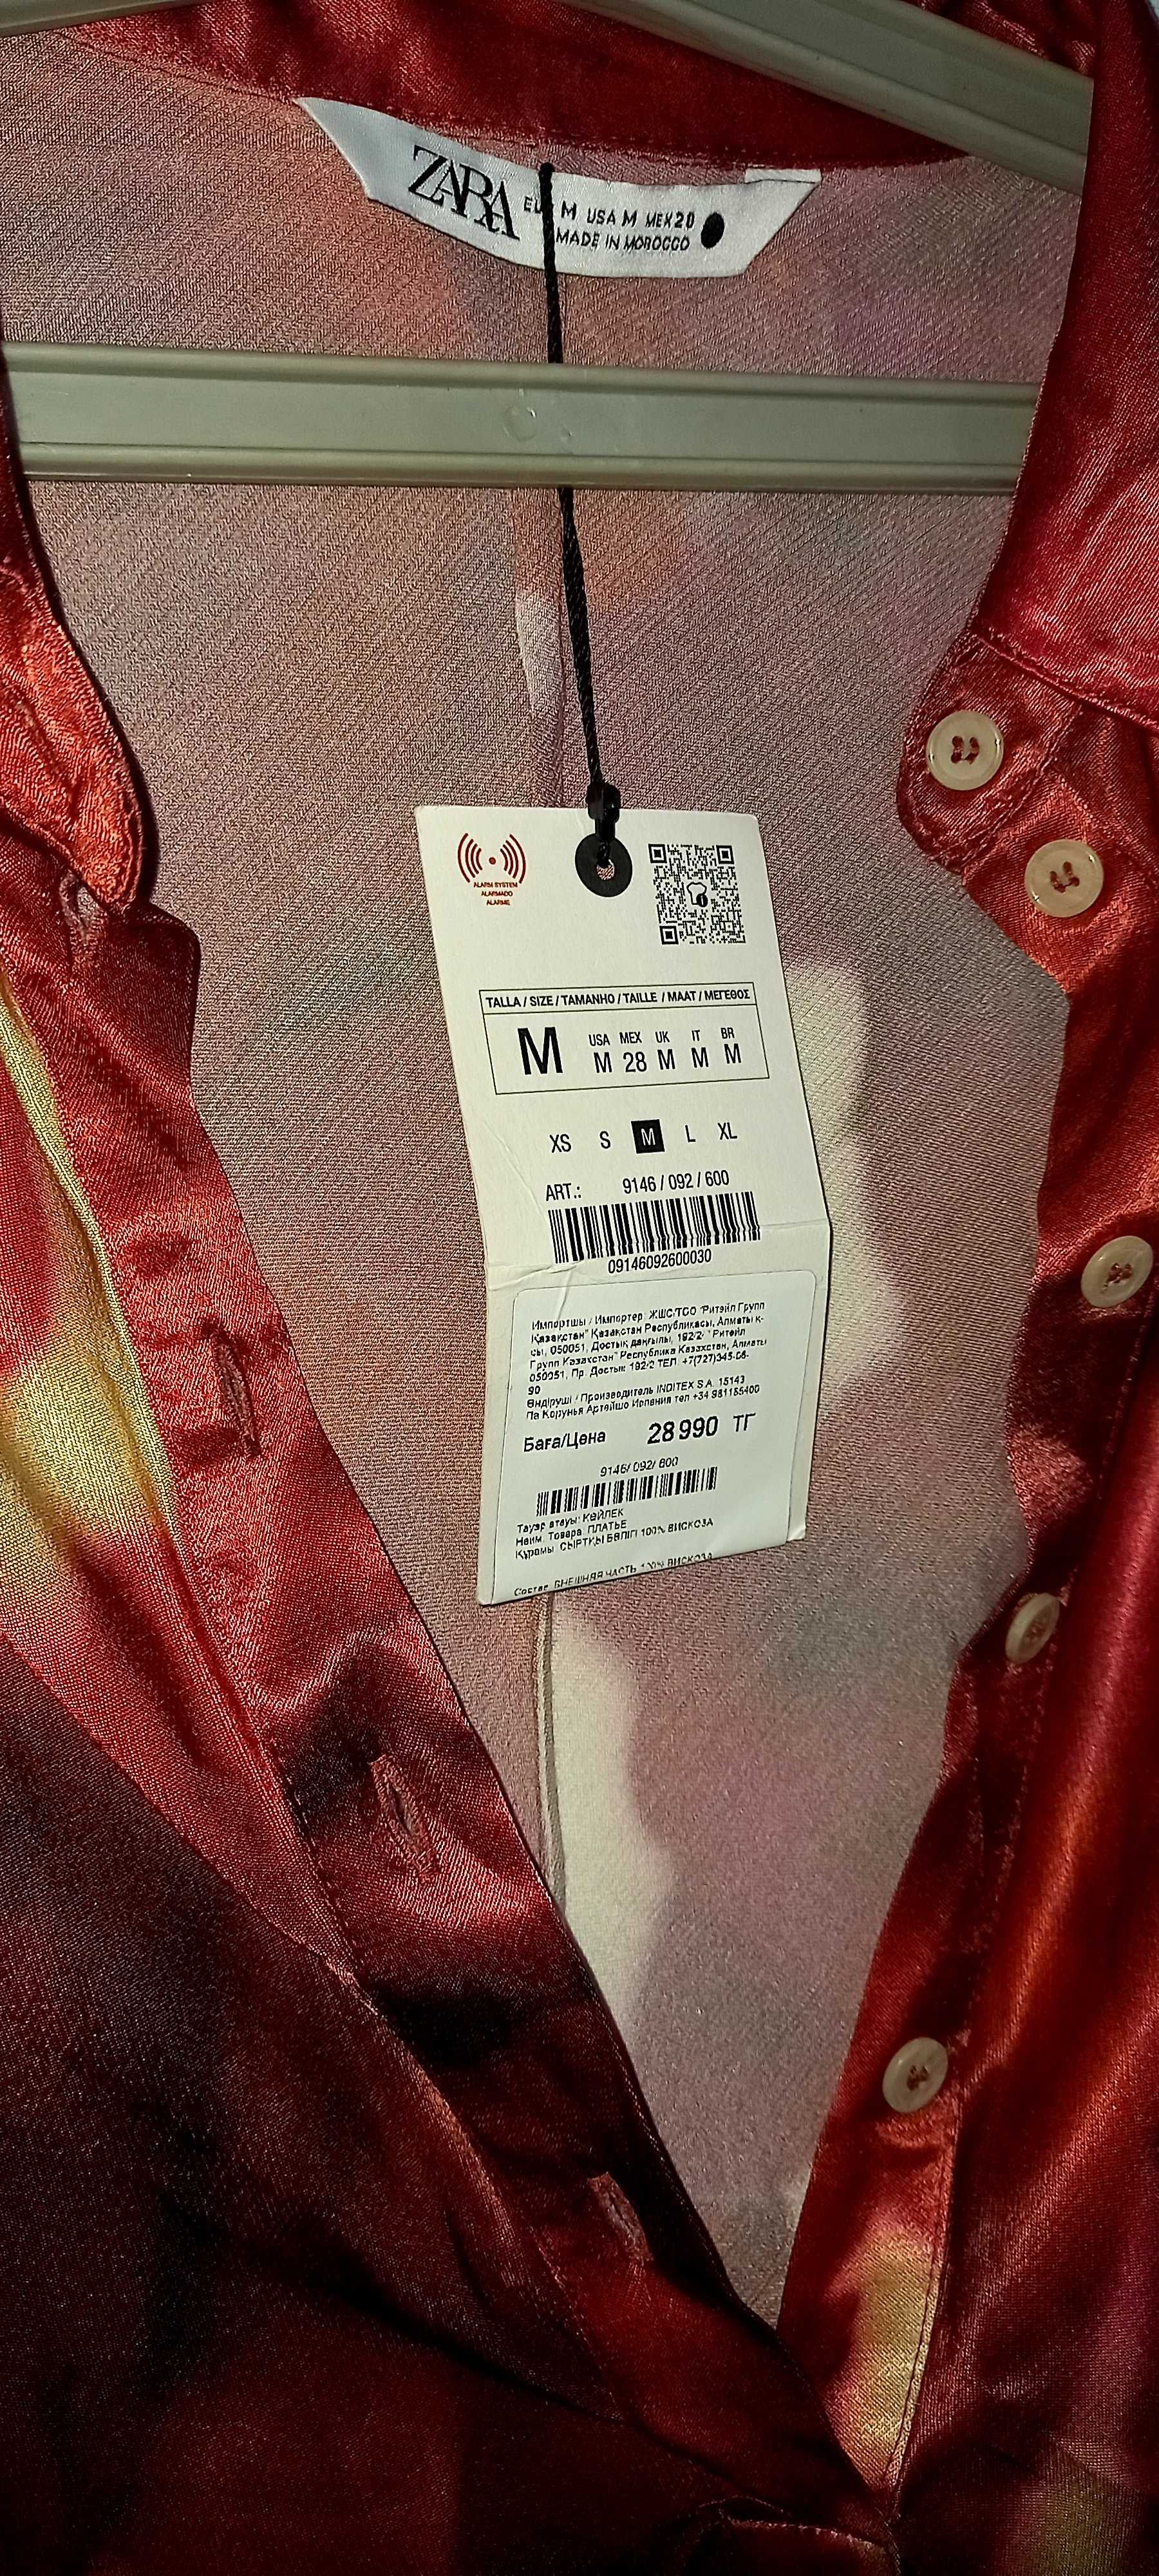 ZARA
EUR M USA M MEX 28
MADE IN MOROCCO
ALARM SYSTEM
ALARMADO
ALARME
TALLA / SIZE / TAMANHO / TAILLE / MAAT / ΜΕΓΕΘΟΣ
M
USA MEX UK IT BR
M 28 M M M
XS S M L XL
ART.: 9146 / 092 / 600
09146092600030
Импортшы / Импортер: ЖШС/ТОО "Ритэйл Групп
Қазақстан" Қазақстан Республикасы, Алматы қ-
сы, 050051, Достық даңғылы, 192/2 "Ритейл
Групп Казахстан" Республика Казахстан, Алматы
050051, Пр. Достык 192/2 ТЕЛ. +7(727)345-06-
90
Өндіруші / Производитель INDITEX S.A. 15143
Ла Корунья Артейшо Испания тел +34 981185400
Баға/Цена 28 990 ТГ
9146/ 092/ 600
Тауар атауы: КӨЙЛЕК
Наим. Товара: ПЛАТЬЕ
Құрамы: СЫРТҚЫ БӨЛІГІ 100% ВИСКОЗА
Состав: ВНЕШНЯЯ ЧАСТЬ 100% ВИСКОЗА